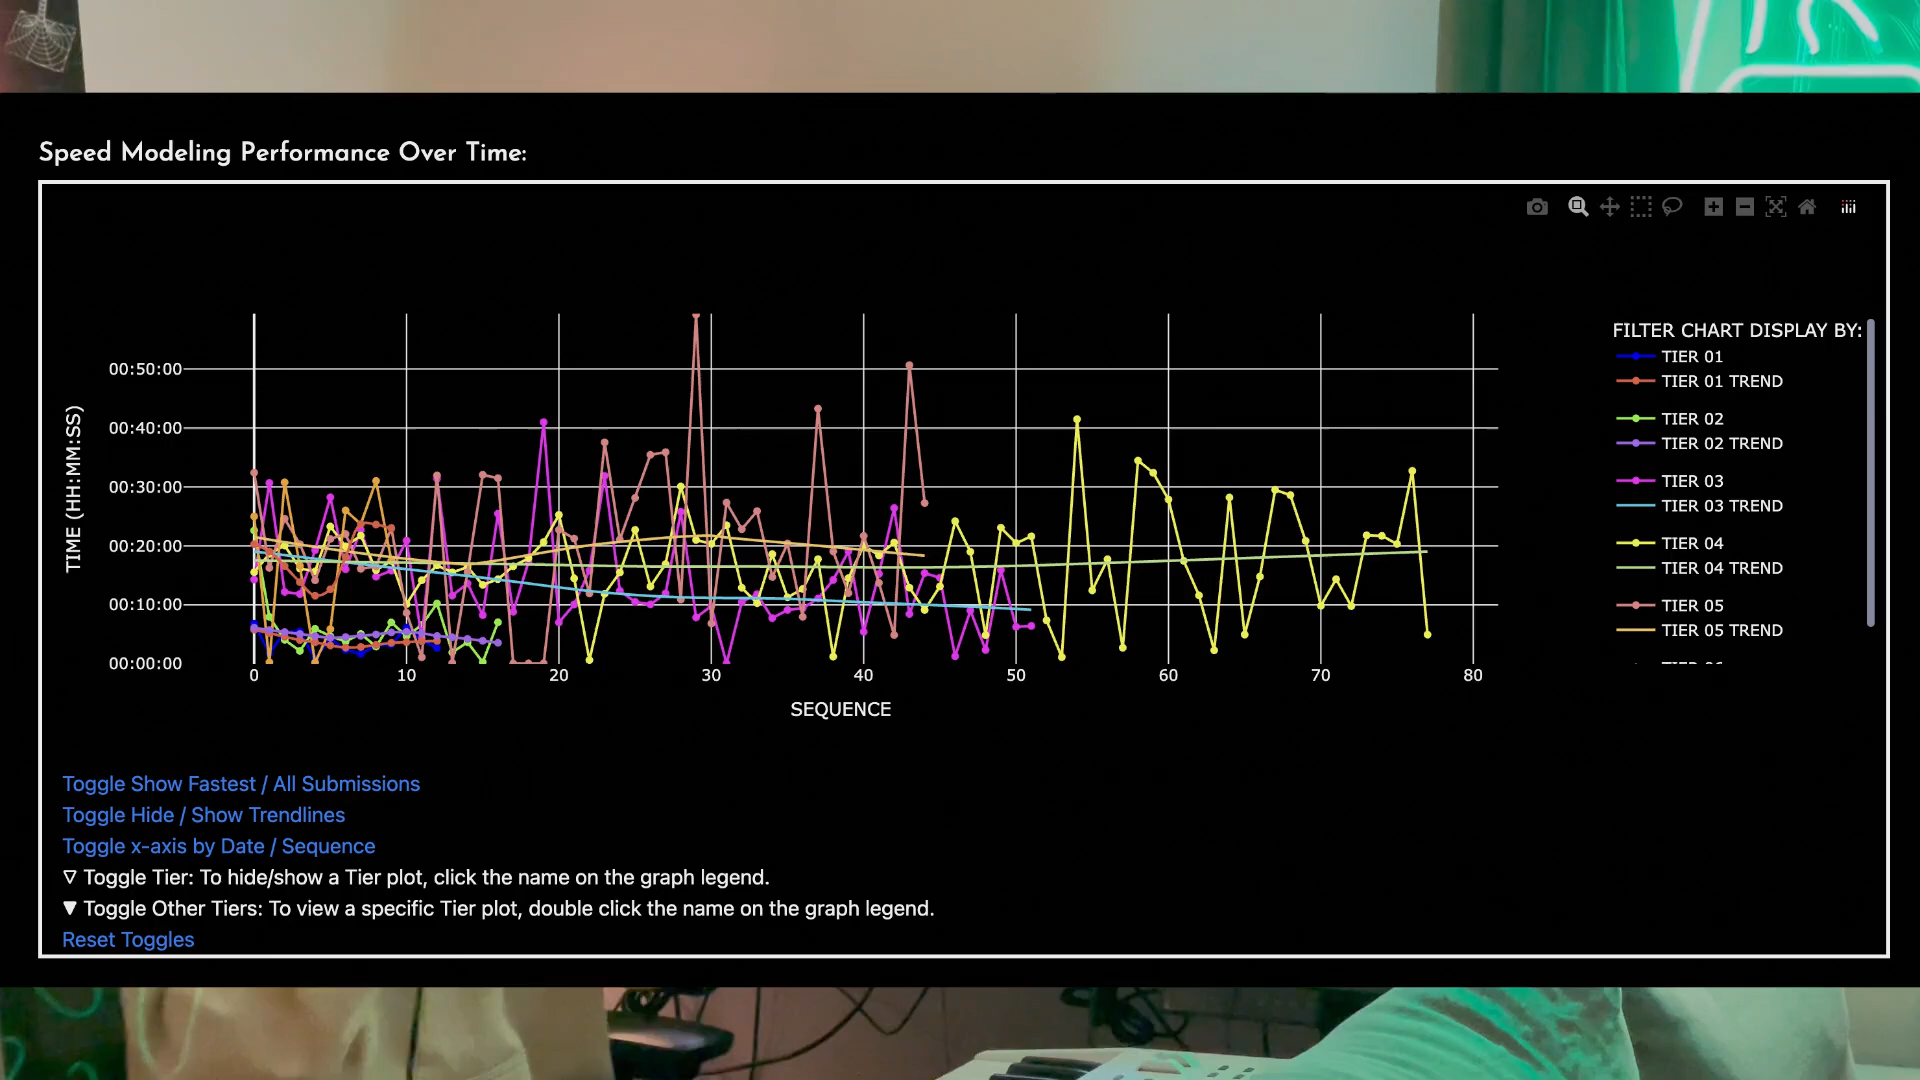 Speed Modeling Performance Over Time:
FILTER CHART DISPLAY BY:
TIER 01
TIER 01 TREND
TIER 02
TIER 02 TREND
TIER 03
TIER 03 TREND
TIER 04
TIER 04 TREND
TIER 05
TIER 05 TREND
TIME (HH:MM:SS)
00:50:00
00:40:00
00:30:00
00:20:00
00:10:00
00:00:00
0 10 20 30 40 50 60 70 80
SEQUENCE
Toggle Show Fastest / All Submissions
Toggle Hide / Show Trendlines
Toggle x-axis by Date / Sequence
▽ Toggle Tier: To hide/show a Tier plot, click the name on the graph legend.
▼ Toggle Other Tiers: To view a specific Tier plot, double click the name on the graph legend.
Reset Toggles